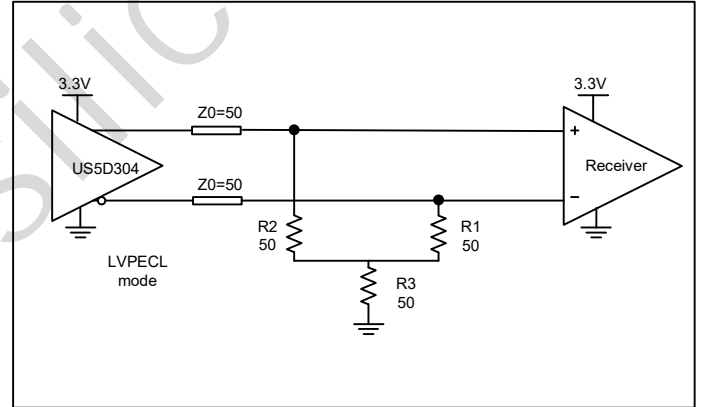 3.3V
3.3V
Z0=50
US5D304
Receiver
+
Z0=50
−
R2
50
R1
50
LVPECL
mode
R3
50